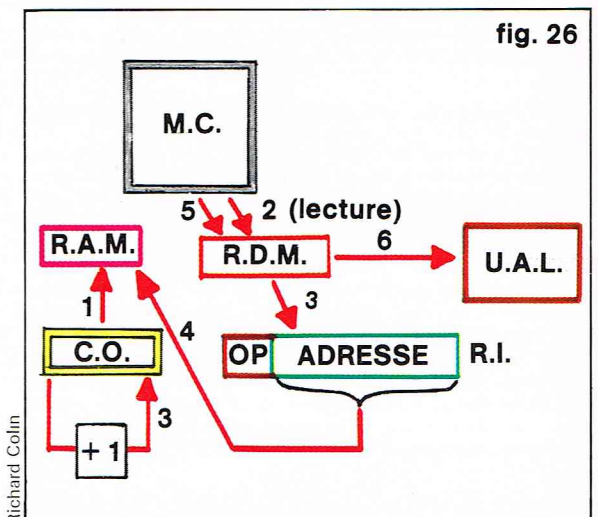 fig. 26
M.C.
5 2 (lecture)
R.A.M. R.D.M. 6 U.A.L.
1 4 3
C.O. OP ADRESSE R.I.
3
+ 1
Richard Colin